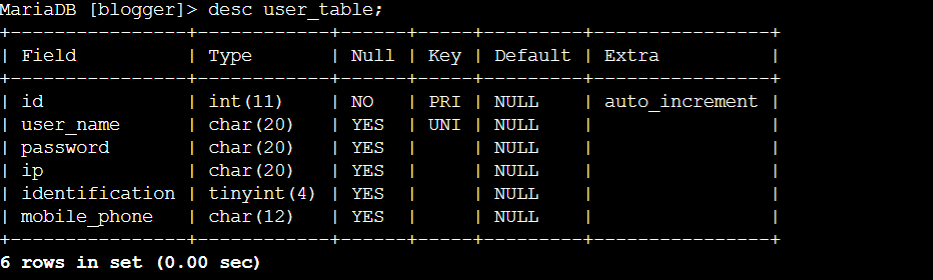 MariaDB [blogger]> desc user_table;
+----------------+------------+------+-----+---------+----------------+
| Field          | Type       | Null | Key | Default | Extra          |
+----------------+------------+------+-----+---------+----------------+
| id             | int(11)    | NO   | PRI | NULL    | auto_increment |
| user_name      | char(20)   | YES  | UNI | NULL    |                |
| password       | char(20)   | YES  |     | NULL    |                |
| ip             | char(20)   | YES  |     | NULL    |                |
| identification | tinyint(4) | YES  |     | NULL    |                |
| mobile_phone   | char(12)   | YES  |     | NULL    |                |
+----------------+------------+------+-----+---------+----------------+
6 rows in set (0.00 sec)